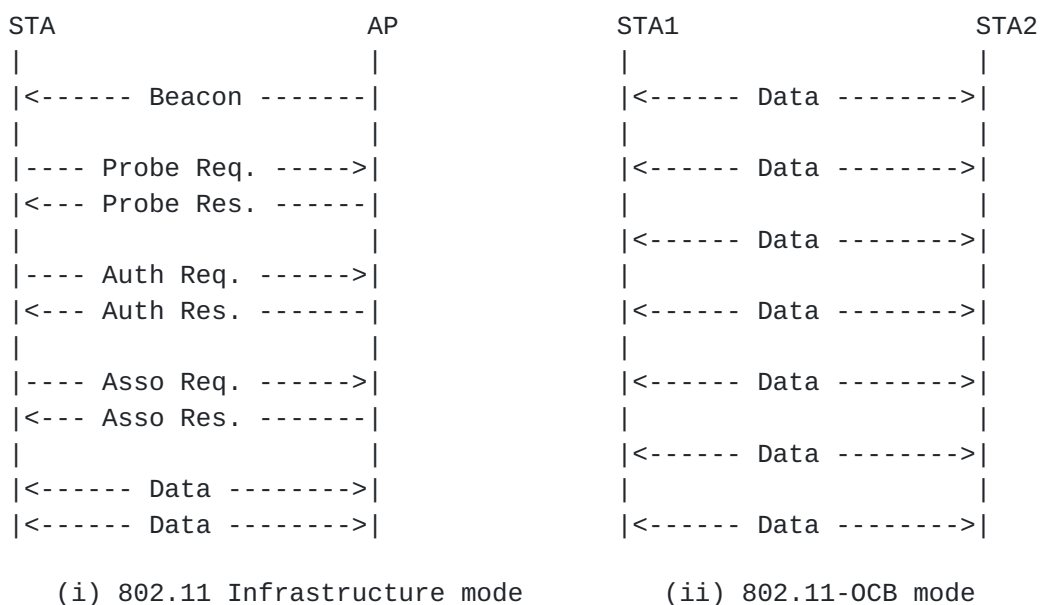 STA                    AP              STA1                   STA2
|                      |               |                      |
|<------ Beacon -------|               |<------ Data -------->|
|                      |               |                      |
|---- Probe Req. ----->|               |<------ Data -------->|
|<--- Probe Res. ------|               |                      |
|                      |               |<------ Data -------->|
|---- Auth Req. ------>|               |                      |
|<--- Auth Res. -------|               |<------ Data -------->|
|                      |               |                      |
|---- Asso Req. ------>|               |<------ Data -------->|
|<--- Asso Res. -------|               |                      |
|                      |               |<------ Data -------->|
|<------ Data -------->|               |                      |
|<------ Data -------->|               |<------ Data -------->|

   (i) 802.11 Infrastructure mode         (ii) 802.11-OCB mode